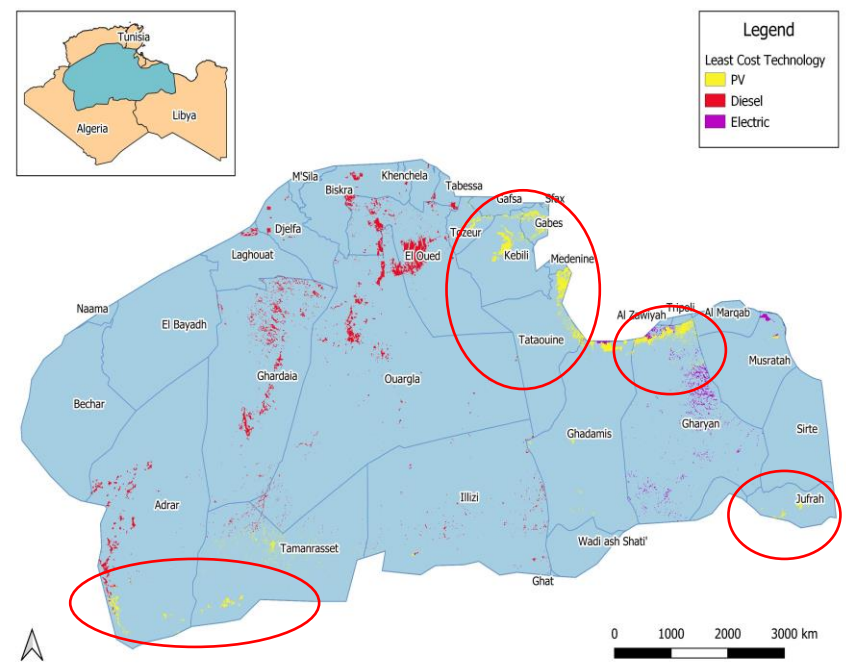 Tunisia
Algeria
Libya
Legend
Least Cost Technology
PV
Diesel
Electric
M'Sila
Khenchela
Biskra
Tabessa
Gafsa
Sfax
Djelfa
Tozeur
Gabes
Laghouat
El Oued
Kebili
Medenine
Naama
El Bayadh
Al Zawiyah
Tripoli
Al Marqab
Tataouine
Musratah
Ghardaia
Ouargla
Bechar
Ghadamis
Gharyan
Sirte
Adrar
Illizi
Jufrah
Tamanrasset
Wadi ash Shati'
Ghat
0 1000 2000 3000 km